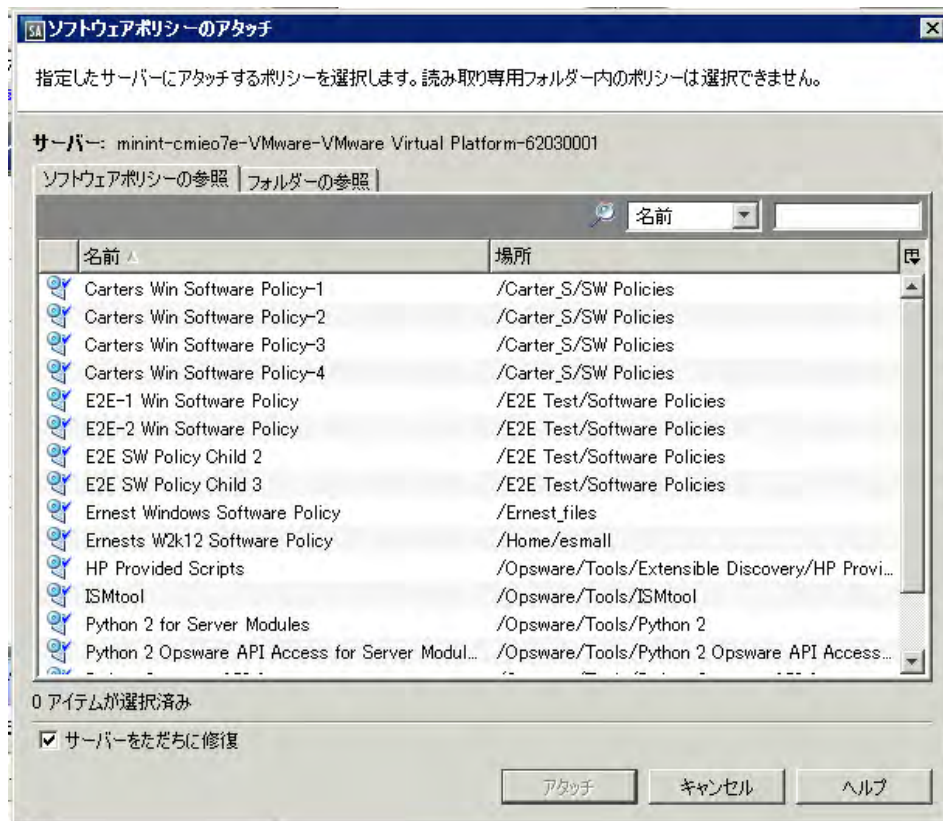 SA ソフトウェアポリシーのアタッチ
指定したサーバーにアタッチするポリシーを選択します。読み取り専用フォルダー内のポリシーは選択できません。
サーバー: minint-cmieo7e-VMware-VMware Virtual Platform-62030001
ソフトウェアポリシーの参照 フォルダーの参照
名前
名前 場所
Carters Win Software Policy-1 /Carter_S/SW Policies
Carters Win Software Policy-2 /Carter_S/SW Policies
Carters Win Software Policy-3 /Carter_S/SW Policies
Carters Win Software Policy-4 /Carter_S/SW Policies
E2E-1 Win Software Policy /E2E Test/Software Policies
E2E-2 Win Software Policy /E2E Test/Software Policies
E2E SW Policy Child 2 /E2E Test/Software Policies
E2E SW Policy Child 3 /E2E Test/Software Policies
Ernest Windows Software Policy /Ernest_files
Ernests W2k12 Software Policy /Home/esmall
HP Provided Scripts /Opsware/Tools/Extensible Discovery/HP Provi...
ISMtool /Opsware/Tools/ISMtool
Python 2 for Server Modules /Opsware/Tools/Python 2
Python 2 Opsware API Access for Server Modul... /Opsware/Tools/Python 2 Opsware API Access...
0 アイテムが選択済み
サーバーをただちに修復
アタッチ キャンセル ヘルプ